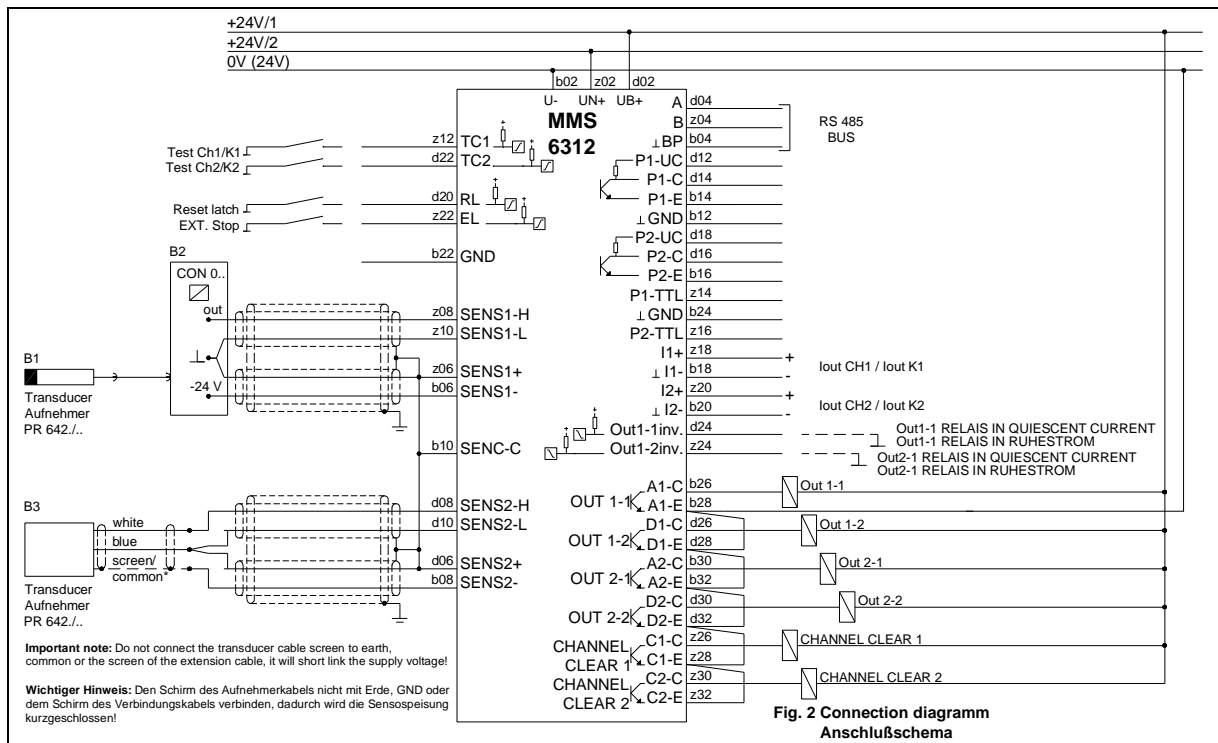 +24V/1
+24V/2
0V (24V)
b02 z02 d02
U- UN+ UB+
MMS
6312
Test Ch1/K1 z12 TC1
Test Ch2/K2 d22 TC2
Reset latch d20 RL
EXT. Stop z22 EL
b22 GND
B2
CON 0..
out
-24 V
z08 SENS1-H
z10 SENS1-L
z06 SENS1+
b06 SENS1-
B1
Transducer
Aufnehmer
PR 642./..
b10 SENC-C
d08 SENS2-H
d10 SENS2-L
d06 SENS2+
b08 SENS2-
B3
white
blue
screen/
common*
Transducer
Aufnehmer
PR 642./..
A d04
B z04
⊥BP b04
RS 485
BUS
P1-UC d12
P1-C d14
P1-E b14
⊥GND b12
P2-UC d18
P2-C d16
P2-E b16
P1-TTL z14
⊥GND b24
P2-TTL z16
I1+ z18 +
⊥ I1- b18 -
Iout CH1 / Iout K1
I2+ z20 +
⊥ I2- b20 -
Iout CH2 / Iout K2
Out1-1inv. d24
Out1-2inv. z24
Out1-1 RELAIS IN QUIESCENT CURRENT
Out1-1 RELAIS IN RUHESTROM
Out2-1 RELAIS IN QUIESCENT CURRENT
Out2-1 RELAIS IN RUHESTROM
OUT 1-1 A1-C b26 Out 1-1
A1-E b28
OUT 1-2 D1-C d26 Out 1-2
D1-E d28
OUT 2-1 A2-C b30 Out 2-1
A2-E b32
OUT 2-2 D2-C d30 Out 2-2
D2-E d32
CHANNEL C1-C z26 CHANNEL CLEAR 1
CLEAR 1 C1-E z28
CHANNEL C2-C z30 CHANNEL CLEAR 2
CLEAR 2 C2-E z32
Important note: Do not connect the transducer cable screen to earth,
common or the screen of the extension cable, it will short link the supply voltage!
Wichtiger Hinweis: Den Schirm des Aufnehmerkabels nicht mit Erde, GND oder
dem Schirm des Verbindungskabels verbinden, dadurch wird die Sensospeisung
kurzgeschlossen!
Fig. 2 Connection diagramm
Anschlußschema